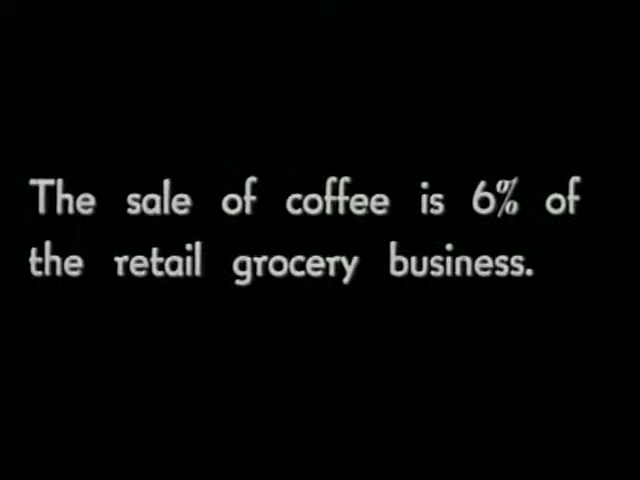 The sale of coffee is 6% of
the retail grocery business.